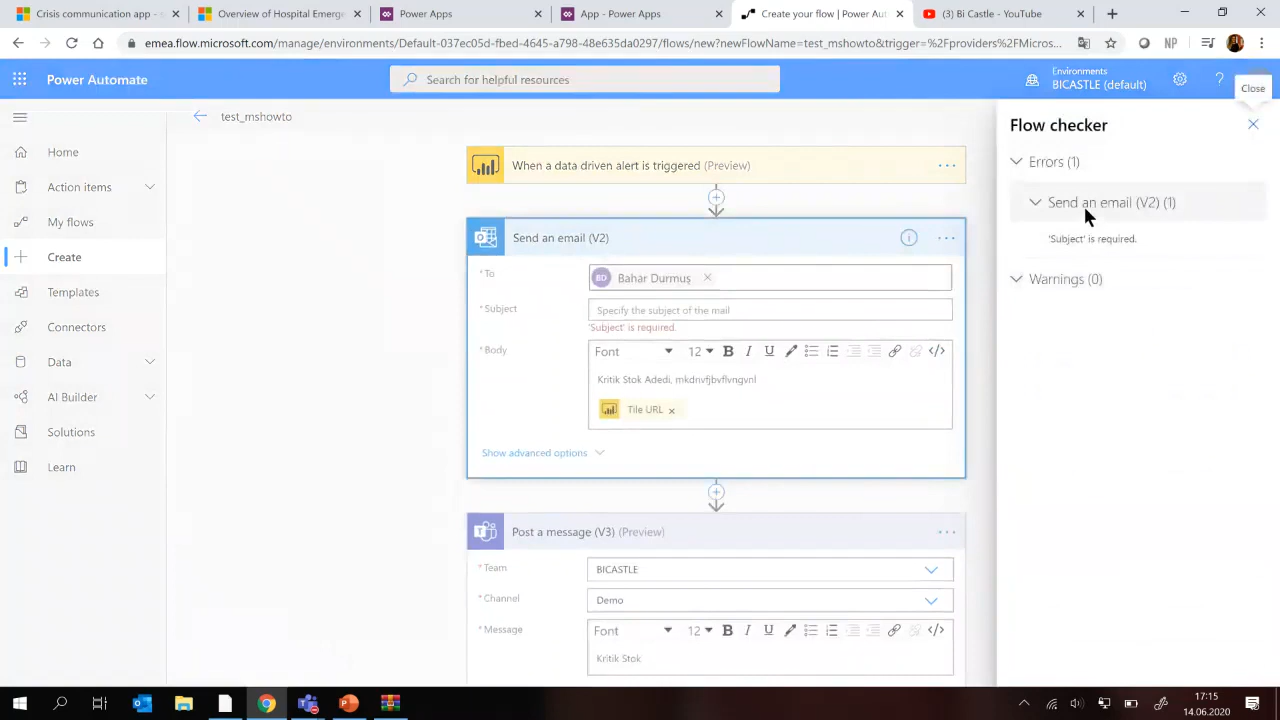 Crisis communication app - s
Overview of Hospital Emerge
Power Apps
App - Power Apps
Create your flow | Power Aut
Bi Castle - YouTube
emea.flow.microsoft.com/manage/environments/Default-037ec05d-fbed-4645-a798-48e635da0297/flows/new?newFlowName=test_mshowto&trigger=%2Fproviders%2FMicros...
NP
Power Automate
Search for helpful resources
Environments
BICASTLE (default)
?
Close
test_mshowto
Home
Action items
My flows
Create
Templates
Connectors
Data
AI Builder
Solutions
Learn
When a data driven alert is triggered (Preview)
Send an email (V2)
* To
BD Bahar Durmuş
* Subject
Specify the subject of the mail
'Subject' is required.
* Body
Font 12 B I U </>
Kritik Stok Adedi, mkdnvfjbvflvngvnl
Tile URL
Show advanced options
Post a message (V3) (Preview)
* Team
BICASTLE
* Channel
Demo
* Message
Font 12 B I U </>
Kritik Stok
Flow checker
Errors (1)
Send an email (V2) (1)
'Subject' is required.
Warnings (0)
17:15
14.06.2020